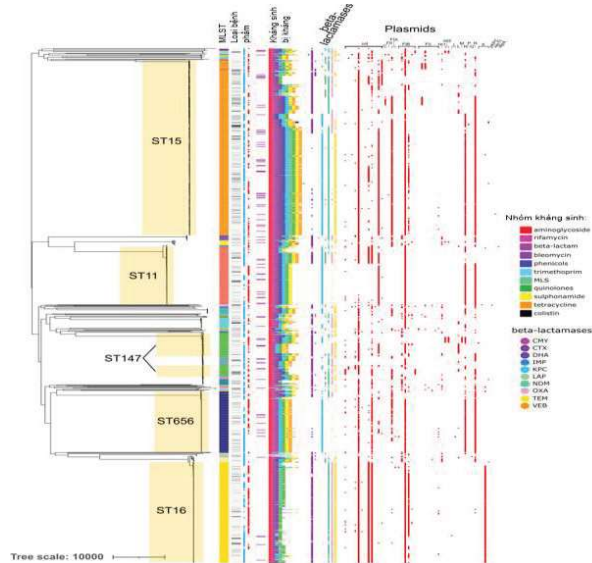 MLST
Loại bệnh phẩm
Kháng sinh bị kháng
beta-lactamases
Plasmids
ST15
ST11
ST147
ST656
ST16
Tree scale: 10000
Nhóm kháng sinh:
aminoglycoside
rifamycin
beta-lactam
bleomycin
phenicols
trimethoprim
MLS
quinolones
sulphonamide
tetracycline
colistin
beta-lactamases
CMY
CTX
DHA
IMP
KPC
LAP
NDM
OXA
TEM
VEB